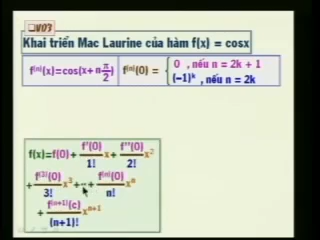 ❑VD3
Khai triển Mac Laurine của hàm f(x) = cosx
f⁽ⁿ⁾(x)=cos(x+n π/2) f⁽ⁿ⁾(0) = { 0 , nếu n = 2k + 1
(−1)ᵏ , nếu n = 2k
f(x)=f(0)+ f'(0)/1! x+ f''(0)/2! x²
+ f⁽³⁾(0)/3! x³ +···+ f⁽ⁿ⁾(0)/n! xⁿ
+ f⁽ⁿ⁺¹⁾(c)/(n+1)! xⁿ⁺¹